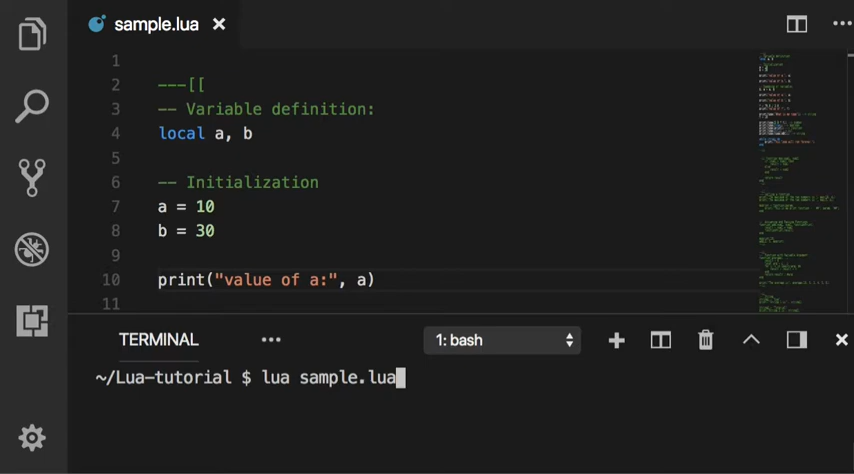 sample.lua ×
1
2 ---[[
3 -- Variable definition:
4 local a, b
5
6 -- Initialization
7 a = 10
8 b = 30
9
10 print("value of a:", a)
11
TERMINAL ••• 1: bash
~/Lua-tutorial $ lua sample.lua